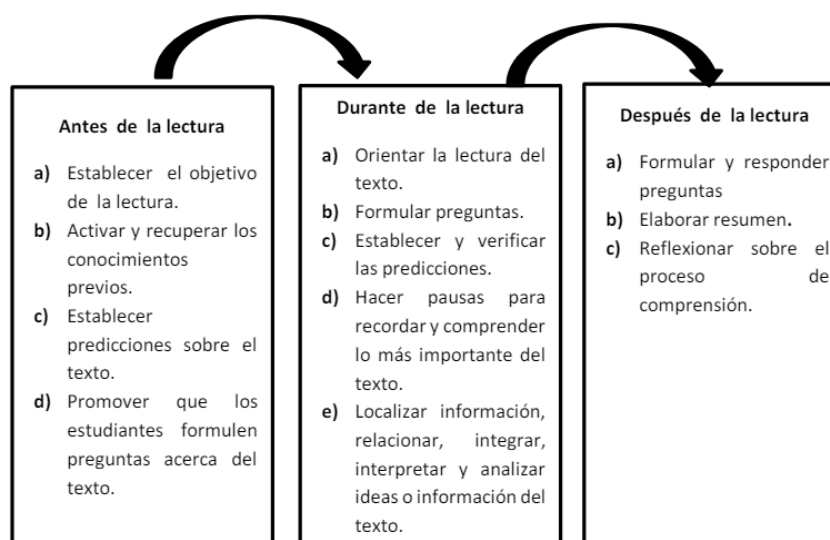 Antes de la lectura
a) Establecer el objetivo
de la lectura.
b) Activar y recuperar los
conocimientos
previos.
c) Establecer
predicciones sobre el
texto.
d) Promover que los
estudiantes formulen
preguntas acerca del
texto.
Durante de la lectura
a) Orientar la lectura del
texto.
b) Formular preguntas.
c) Establecer y verificar
las predicciones.
d) Hacer pausas para
recordar y comprender
lo más importante del
texto.
e) Localizar información,
relacionar, integrar,
interpretar y analizar
ideas o información del
texto.
Después de la lectura
a) Formular y responder
preguntas
b) Elaborar resumen.
c) Reflexionar sobre el
proceso de
comprensión.